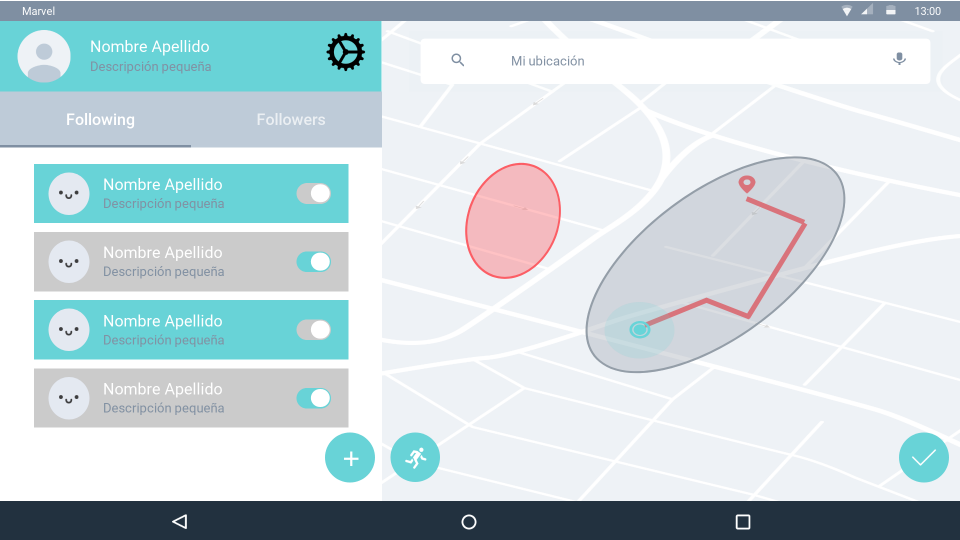 Marvel
13:00
Nombre Apellido
Descripción pequeña
Mi ubicación
Following
Followers
Nombre Apellido
Descripción pequeña
Nombre Apellido
Descripción pequeña
Nombre Apellido
Descripción pequeña
Nombre Apellido
Descripción pequeña